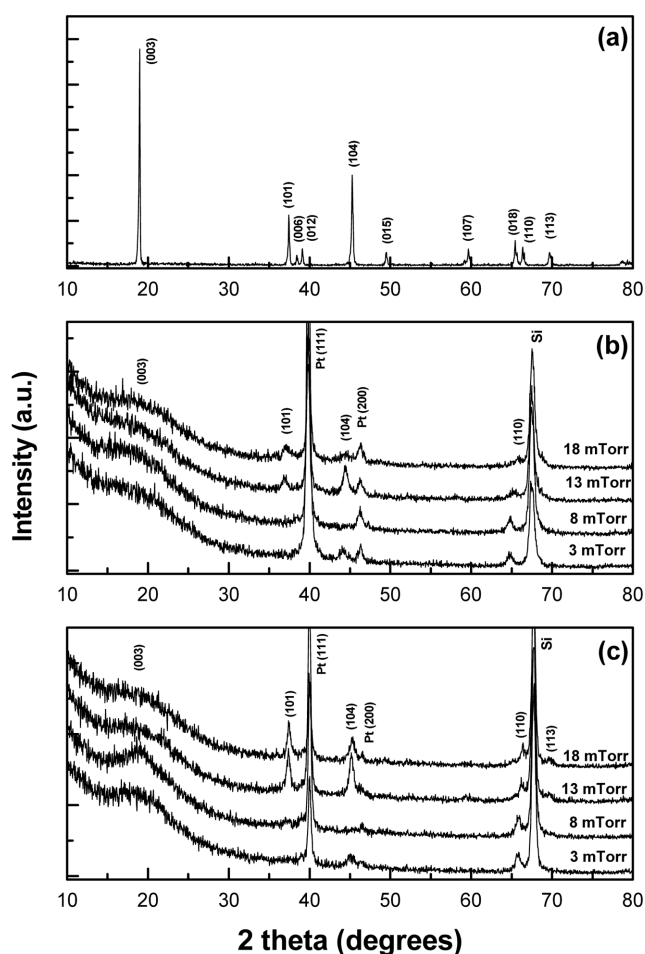 (a)
(003)
(101)
(006)
(012)
(104)
(015)
(107)
(018)
(110)
(113)
10 20 30 40 50 60 70 80
(b)
(003)
(101)
Pt (111)
(104)
Pt (200)
(110)
Si
18 mTorr
13 mTorr
8 mTorr
3 mTorr
10 20 30 40 50 60 70 80
(c)
(003)
(101)
Pt (111)
(104)
Pt (200)
(110)
Si
(113)
18 mTorr
13 mTorr
8 mTorr
3 mTorr
10 20 30 40 50 60 70 80
Intensity (a.u.)
2 theta (degrees)